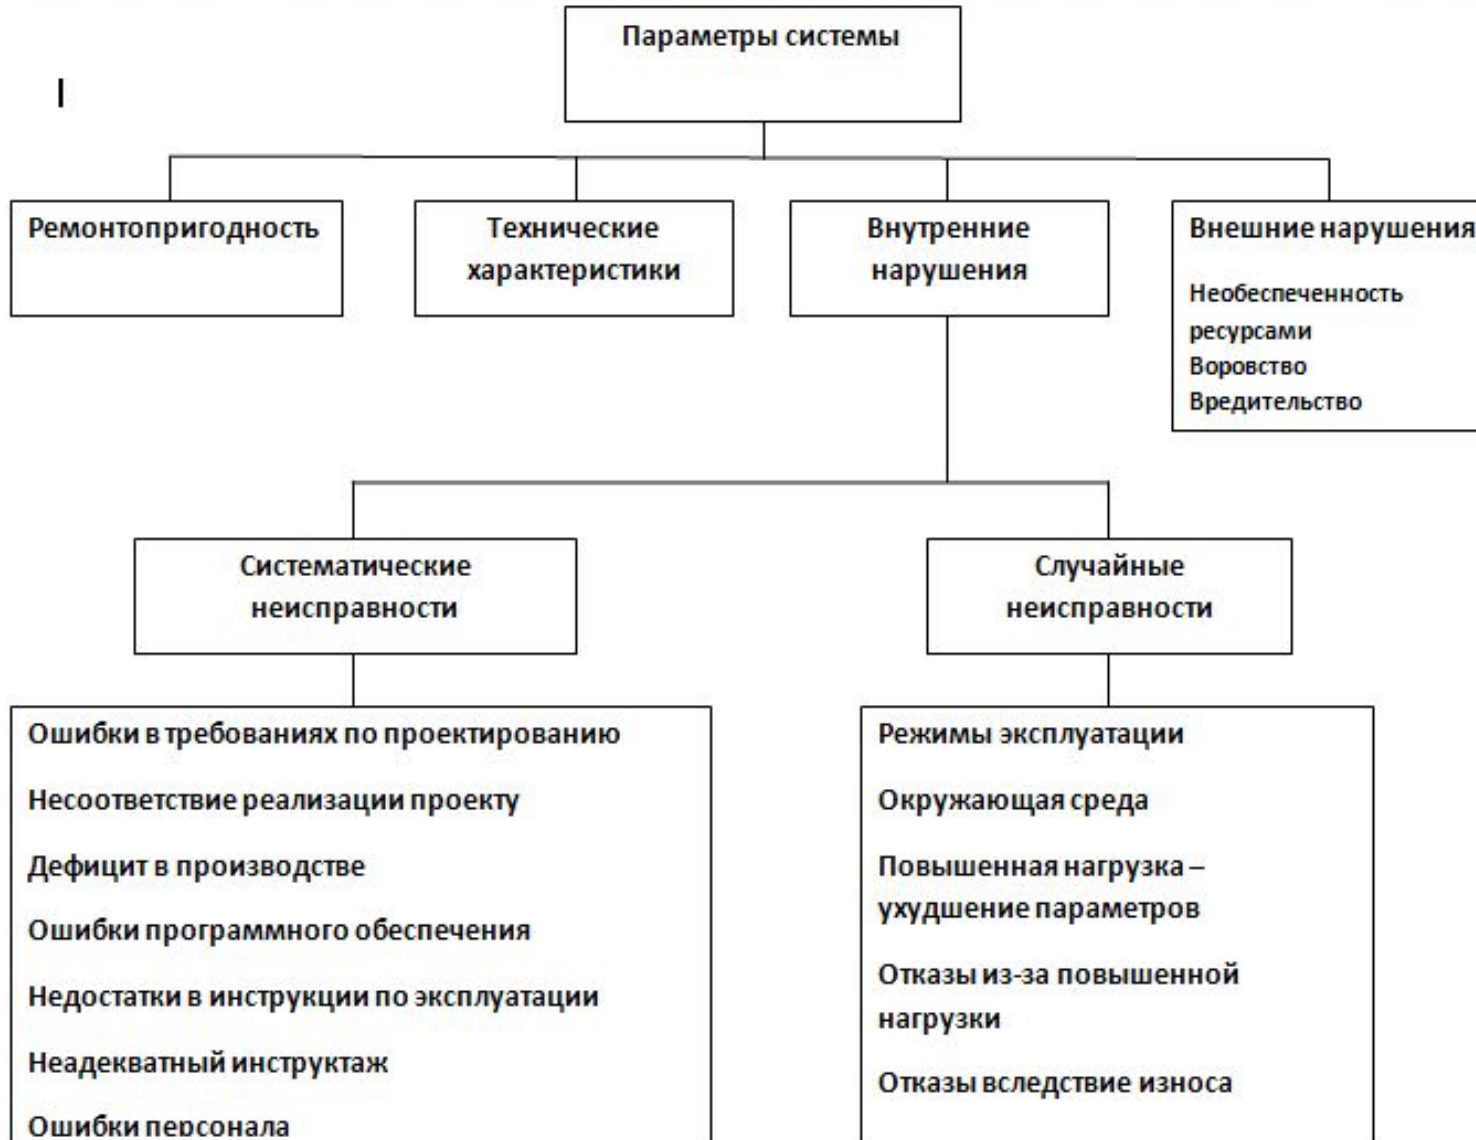 Параметры системы
Ремонтопригодность
Технические
характеристики
Внутренние
нарушения
Внешние нарушения
Необеспеченность
ресурсами
Воровство
Вредительство
Систематические
неисправности
Случайные
неисправности
Ошибки в требованиях по проектированию
Несоответствие реализации проекту
Дефицит в производстве
Ошибки программного обеспечения
Недостатки в инструкции по эксплуатации
Неадекватный инструктаж
Ошибки персонала
Режимы эксплуатации
Окружающая среда
Повышенная нагрузка –
ухудшение параметров
Отказы из-за повышенной
нагрузки
Отказы вследствие износа